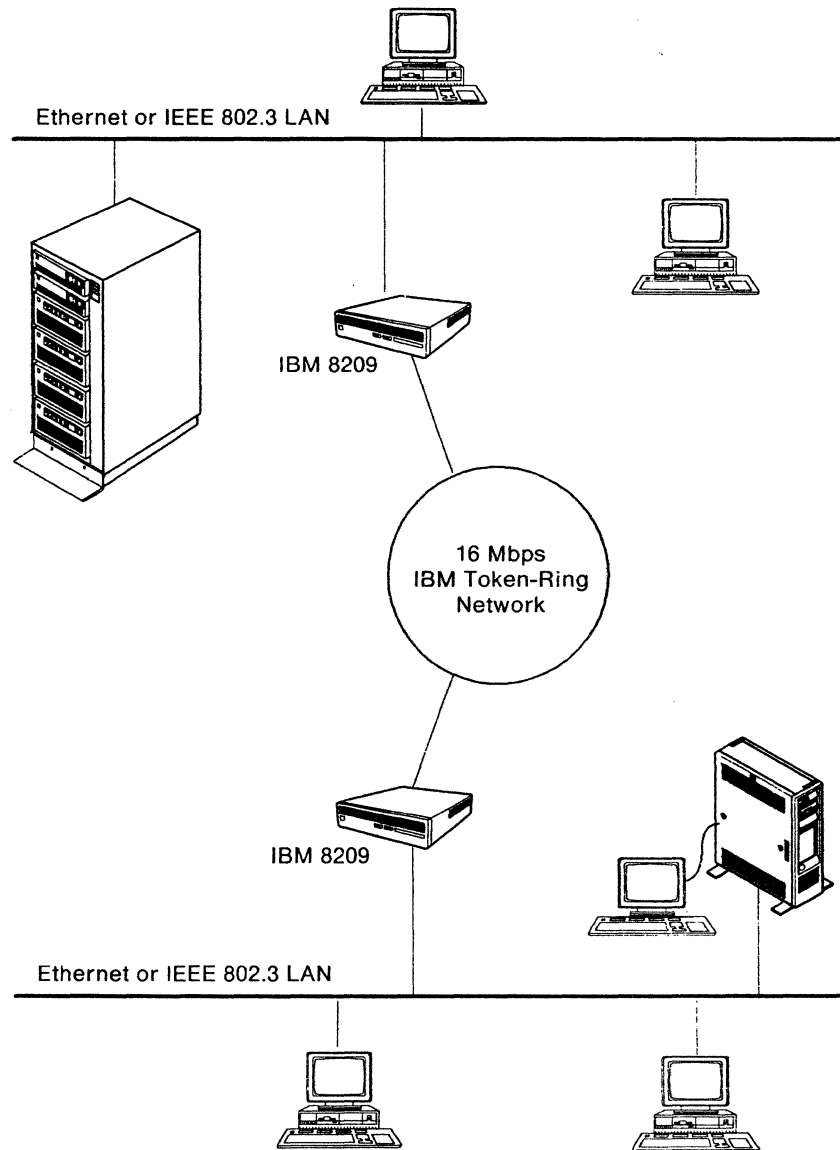 Ethernet or IEEE 802.3 LAN
IBM 8209
16 Mbps
IBM Token-Ring
Network
IBM 8209
Ethernet or IEEE 802.3 LAN